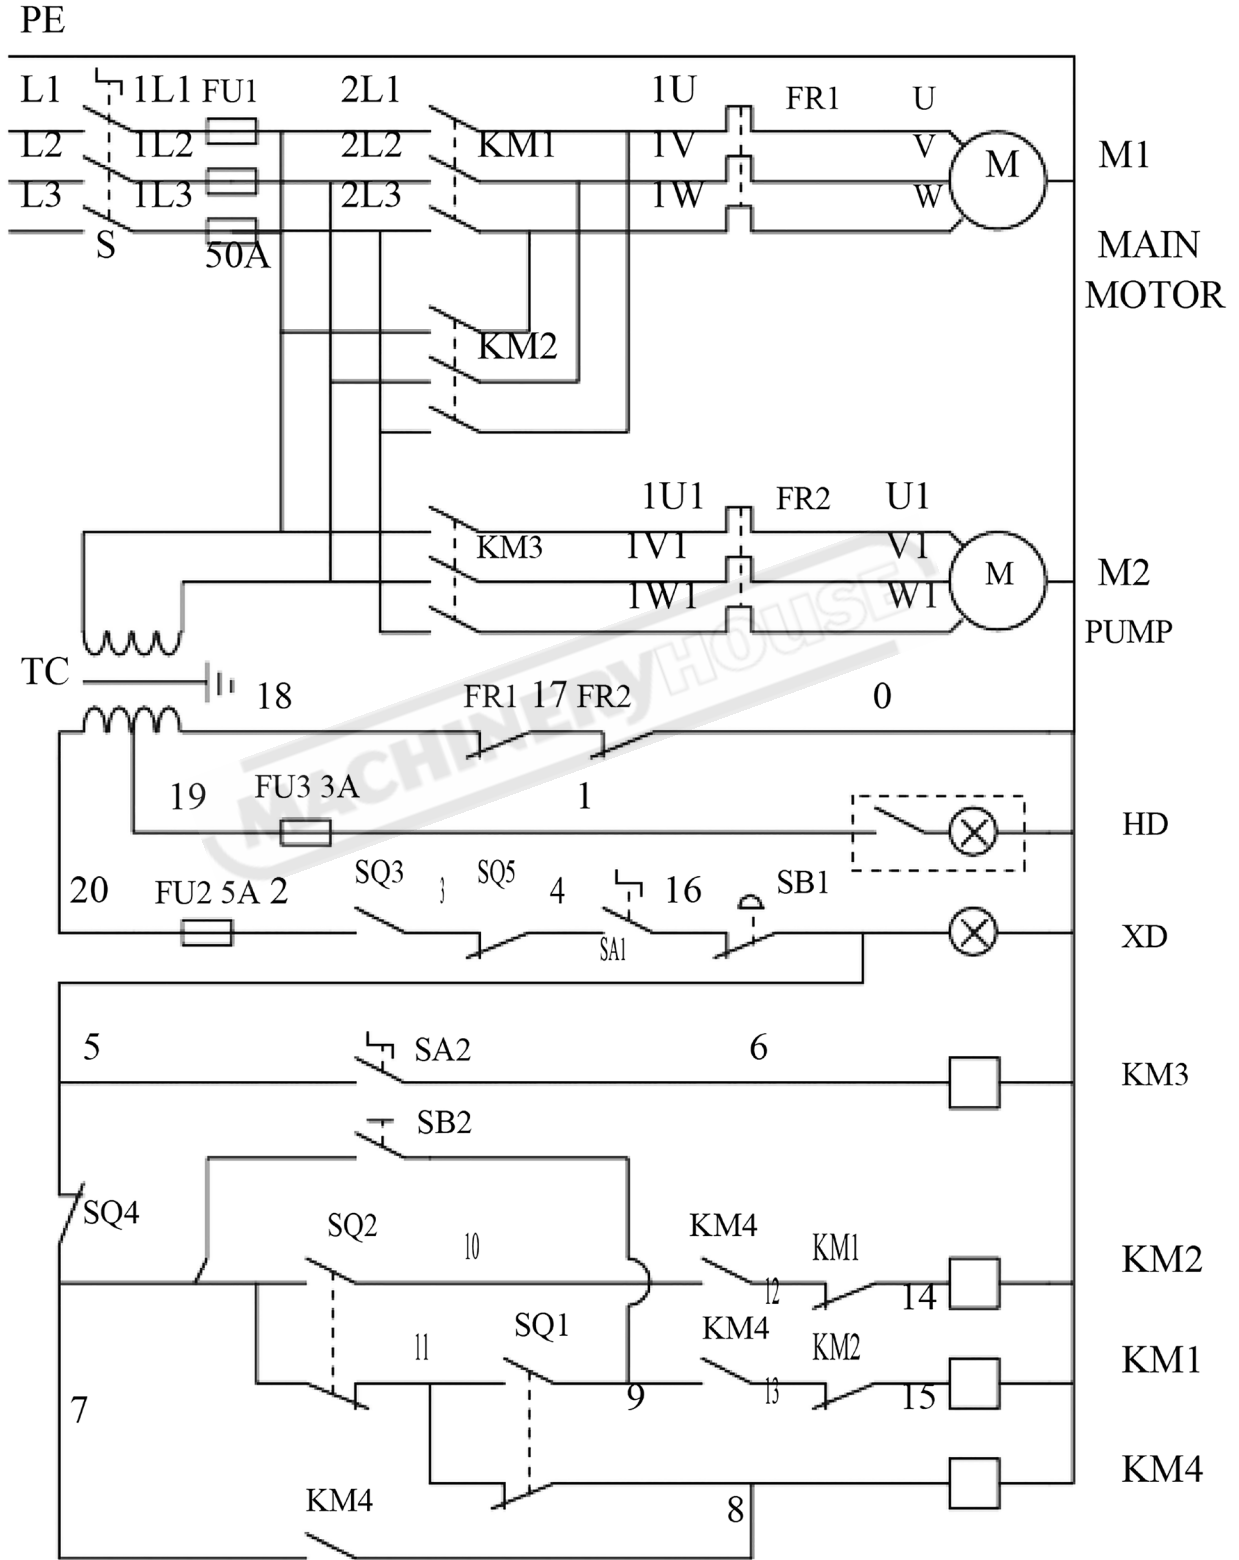 PE
L1 1L1 FU1 2L1 1U FR1 U
L2 1L2 2L2 KM1 1V V M M1
L3 1L3 2L3 1W W
S 50A MAIN
MOTOR
KM2
1U1 FR2 U1
KM3 1V1 V1 M M2
1W1 W1
PUMP
MACHINERYHOUSE
TC
18 FR1 17 FR2 0
19 FU3 3A 1 HD
20 FU2 5A 2 SQ3 3 SQ5 4 SA1 16 SB1 XD
5 SA2 6 KM3
SB2
SQ4 SQ2 10 KM4 12 KM1 14 KM2
11 SQ1 9 KM4 13 KM2 15 KM1
7
KM4 8 KM4